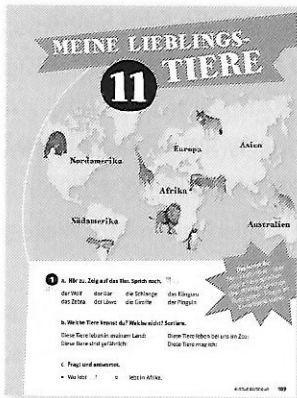 MEINE LIEBLINGS-
11 TIERE
Nordamerika
Europa
Asien
Afrika
Südamerika
Australien
1 a. Hör zu. Zeig auf das Tier. Sprich nach.
der Wolf der Bär die Schlange das Känguru
das Zebra der Löwe die Giraffe der Pinguin
b. Welche Tiere kennst du? Welche nicht? Sortiere.
Diese Tiere leben in meinem Land: Diese Tiere leben bei uns im Zoo:
Diese Tiere sind gefährlich: Diese Tiere mag ich:
c. Fragt und antwortet.
• Wo lebt ...? o ... lebt in Afrika.